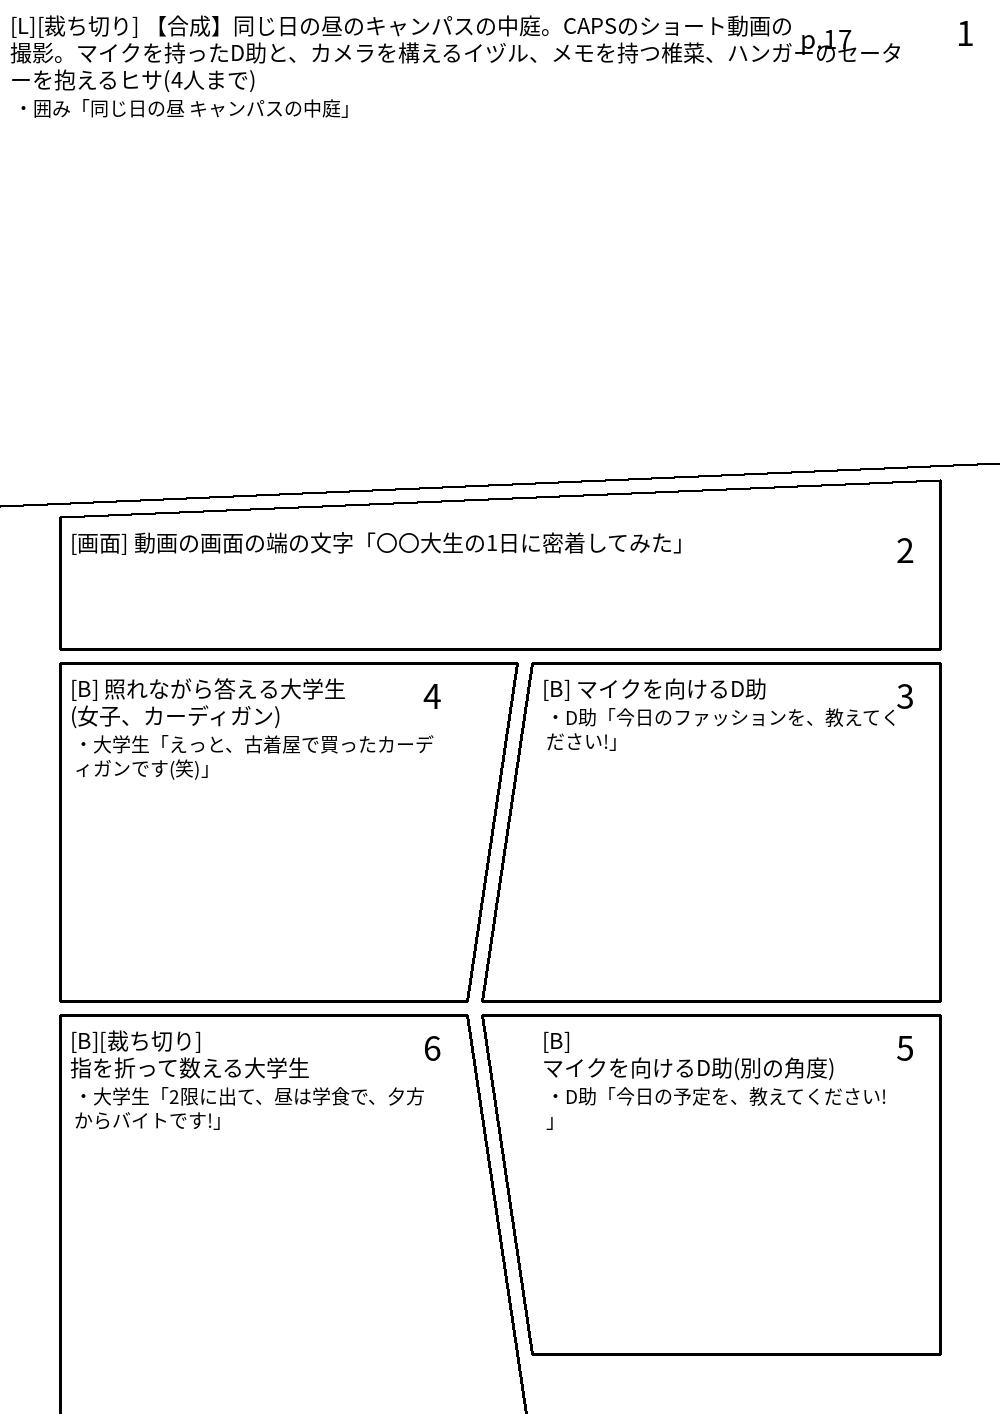 [L][裁ち切り] 【合成】同じ日の昼のキャンパスの中庭。CAPSのショート動画の
撮影。マイクを持ったD助と、カメラを構えるイヅル、メモを持つ椎菜、ハンガーのセータ
ーを抱えるヒサ(4人まで)
・囲み「同じ日の昼 キャンパスの中庭」
p.17
1
[画面] 動画の画面の端の文字「〇〇大生の1日に密着してみた」
2
[B] マイクを向けるD助
・D助「今日のファッションを、教えてく
ださい!」
3
[B] 照れながら答える大学生
(女子、カーディガン)
・大学生「えっと、古着屋で買ったカーデ
ィガンです(笑)」
4
[B]
マイクを向けるD助(別の角度)
・D助「今日の予定を、教えてください!
」
5
[B][裁ち切り]
指を折って数える大学生
・大学生「2限に出て、昼は学食で、夕方
からバイトです!」
6